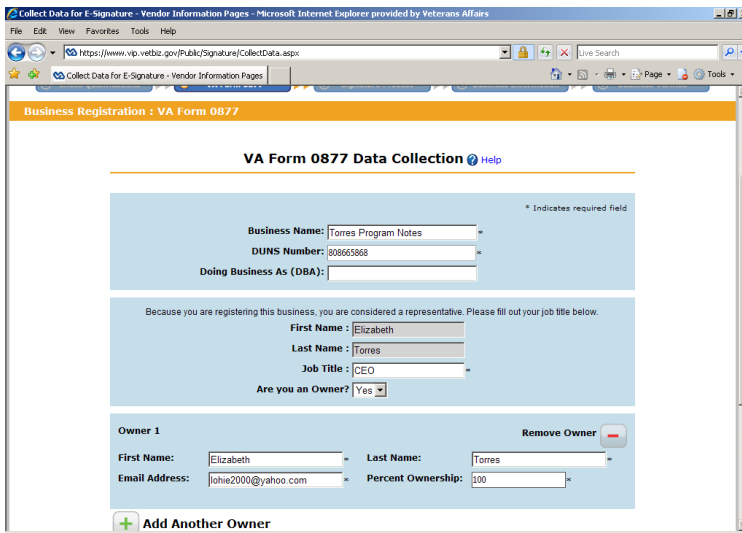 Collect Data for E-Signature - Vendor Information Pages - Microsoft Internet Explorer provided by Veterans Affairs
File Edit View Favorites Tools Help
https://www.vip.vetbiz.gov/Public/Signature/CollectData.aspx
Live Search
Collect Data for E-Signature - Vendor Information Pages
Page
Tools
Business Registration : VA Form 0877
VA Form 0877 Data Collection Help
* Indicates required field
Business Name: Torres Program Notes *
DUNS Number: 808665868 *
Doing Business As (DBA):
Because you are registering this business, you are considered a representative. Please fill out your job title below.
First Name : Elizabeth
Last Name : Torres
Job Title : CEO *
Are you an Owner? Yes
Owner 1 Remove Owner
First Name: Elizabeth * Last Name: Torres *
Email Address: lohie2000@yahoo.com * Percent Ownership: 100 *
Add Another Owner